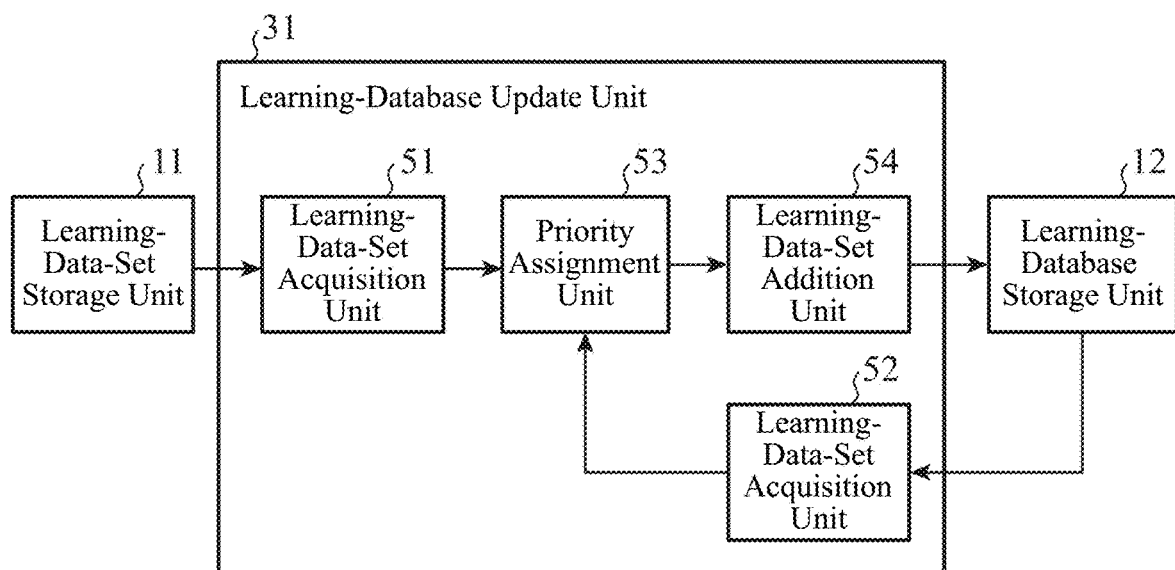 31
Learning-Database Update Unit
11
Learning-
Data-Set
Storage Unit
51
Learning-
Data-Set
Acquisition
Unit
53
Priority
Assignment
Unit
54
Learning-
Data-Set
Addition
Unit
12
Learning-
Database
Storage Unit
52
Learning-
Data-Set
Acquisition
Unit